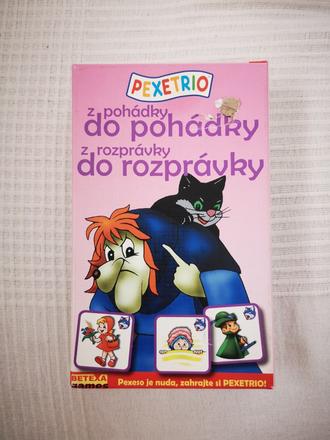 PEXETRIO
z pohádky
do pohádky
z rozprávky
do rozprávky
BETEXA
games
Pexeso je nuda, zahrajte si PEXETRIO!